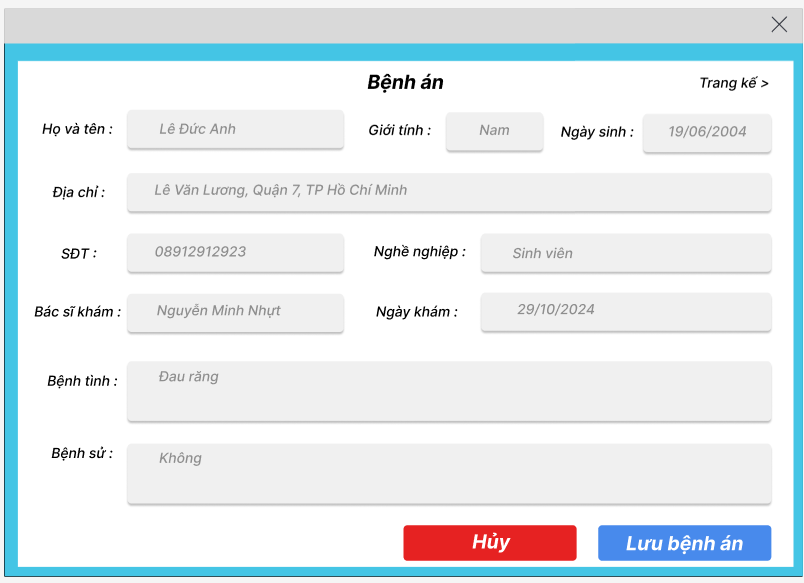 Bệnh án
Trang kế >
Họ và tên : Lê Đức Anh Giới tính : Nam Ngày sinh : 19/06/2004
Địa chỉ : Lê Văn Lương, Quận 7, TP Hồ Chí Minh
SĐT : 08912912923 Nghề nghiệp : Sinh viên
Bác sĩ khám : Nguyễn Minh Nhựt Ngày khám : 29/10/2024
Bệnh tình : Đau răng
Bệnh sử : Không
Hủy Lưu bệnh án